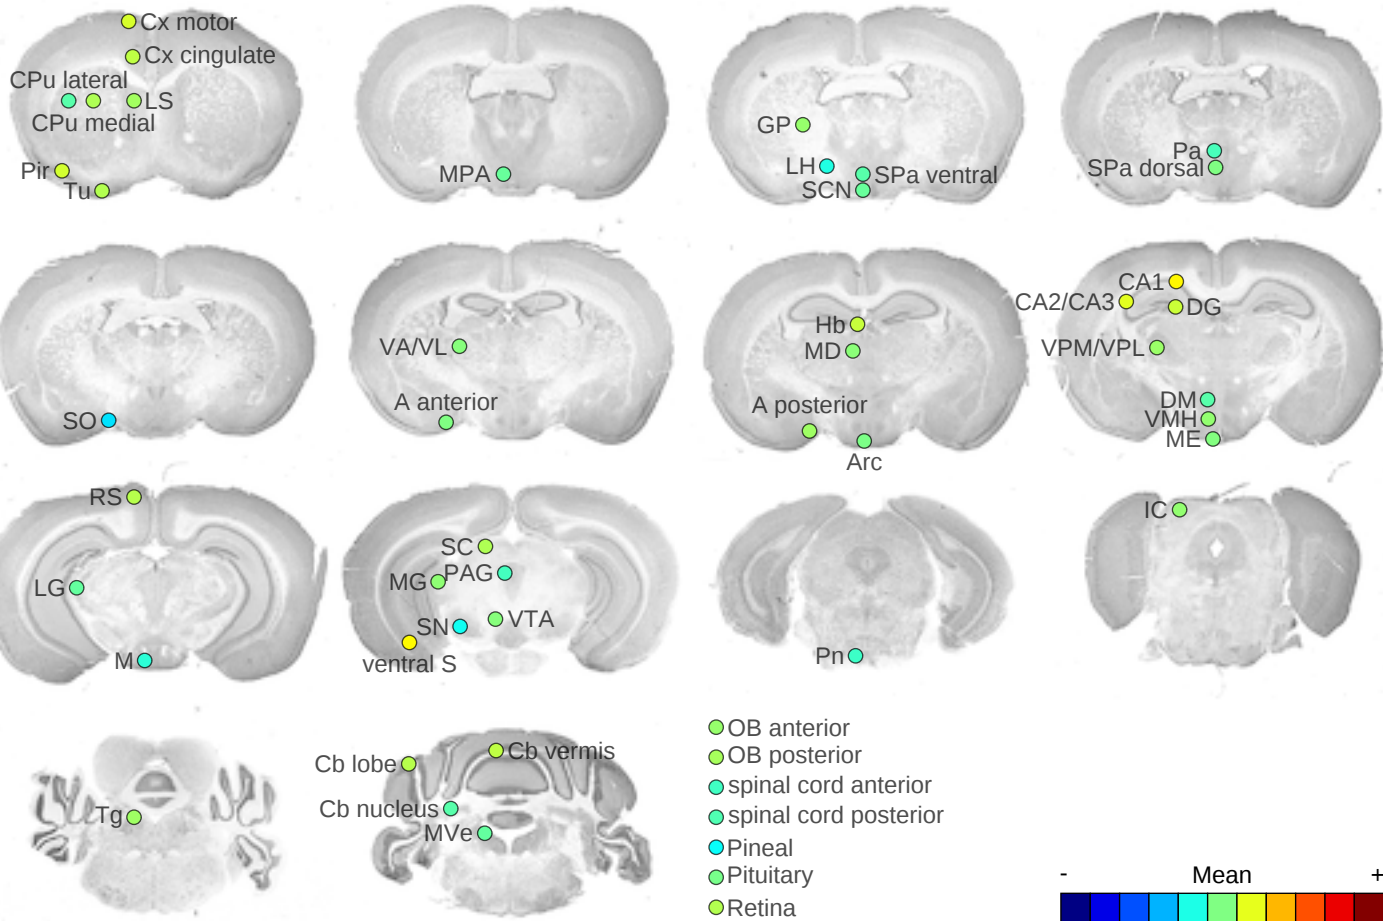 Cx motor
Cx cingulate
CPu lateral
LS
CPu medial
Pir
Tu
MPA
GP
LH
SPa ventral
SCN
Pa
SPa dorsal
SO
VA/VL
A anterior
Hb
MD
A posterior
Arc
CA1
CA2/CA3
DG
VPM/VPL
DM
VMH
ME
RS
LG
M
SC
PAG
MG
VTA
SN
ventral S
Pn
IC
Tg
Cb vermis
Cb lobe
Cb nucleus
MVe
OB anterior
OB posterior
spinal cord anterior
spinal cord posterior
Pineal
Pituitary
Retina
- Mean +